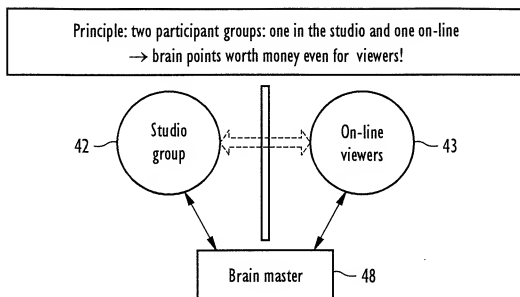 Principle: two participant groups: one in the studio and one on-line
→ brain points worth money even for viewers!
Studio
group
42
On-line
viewers
43
Brain master
48